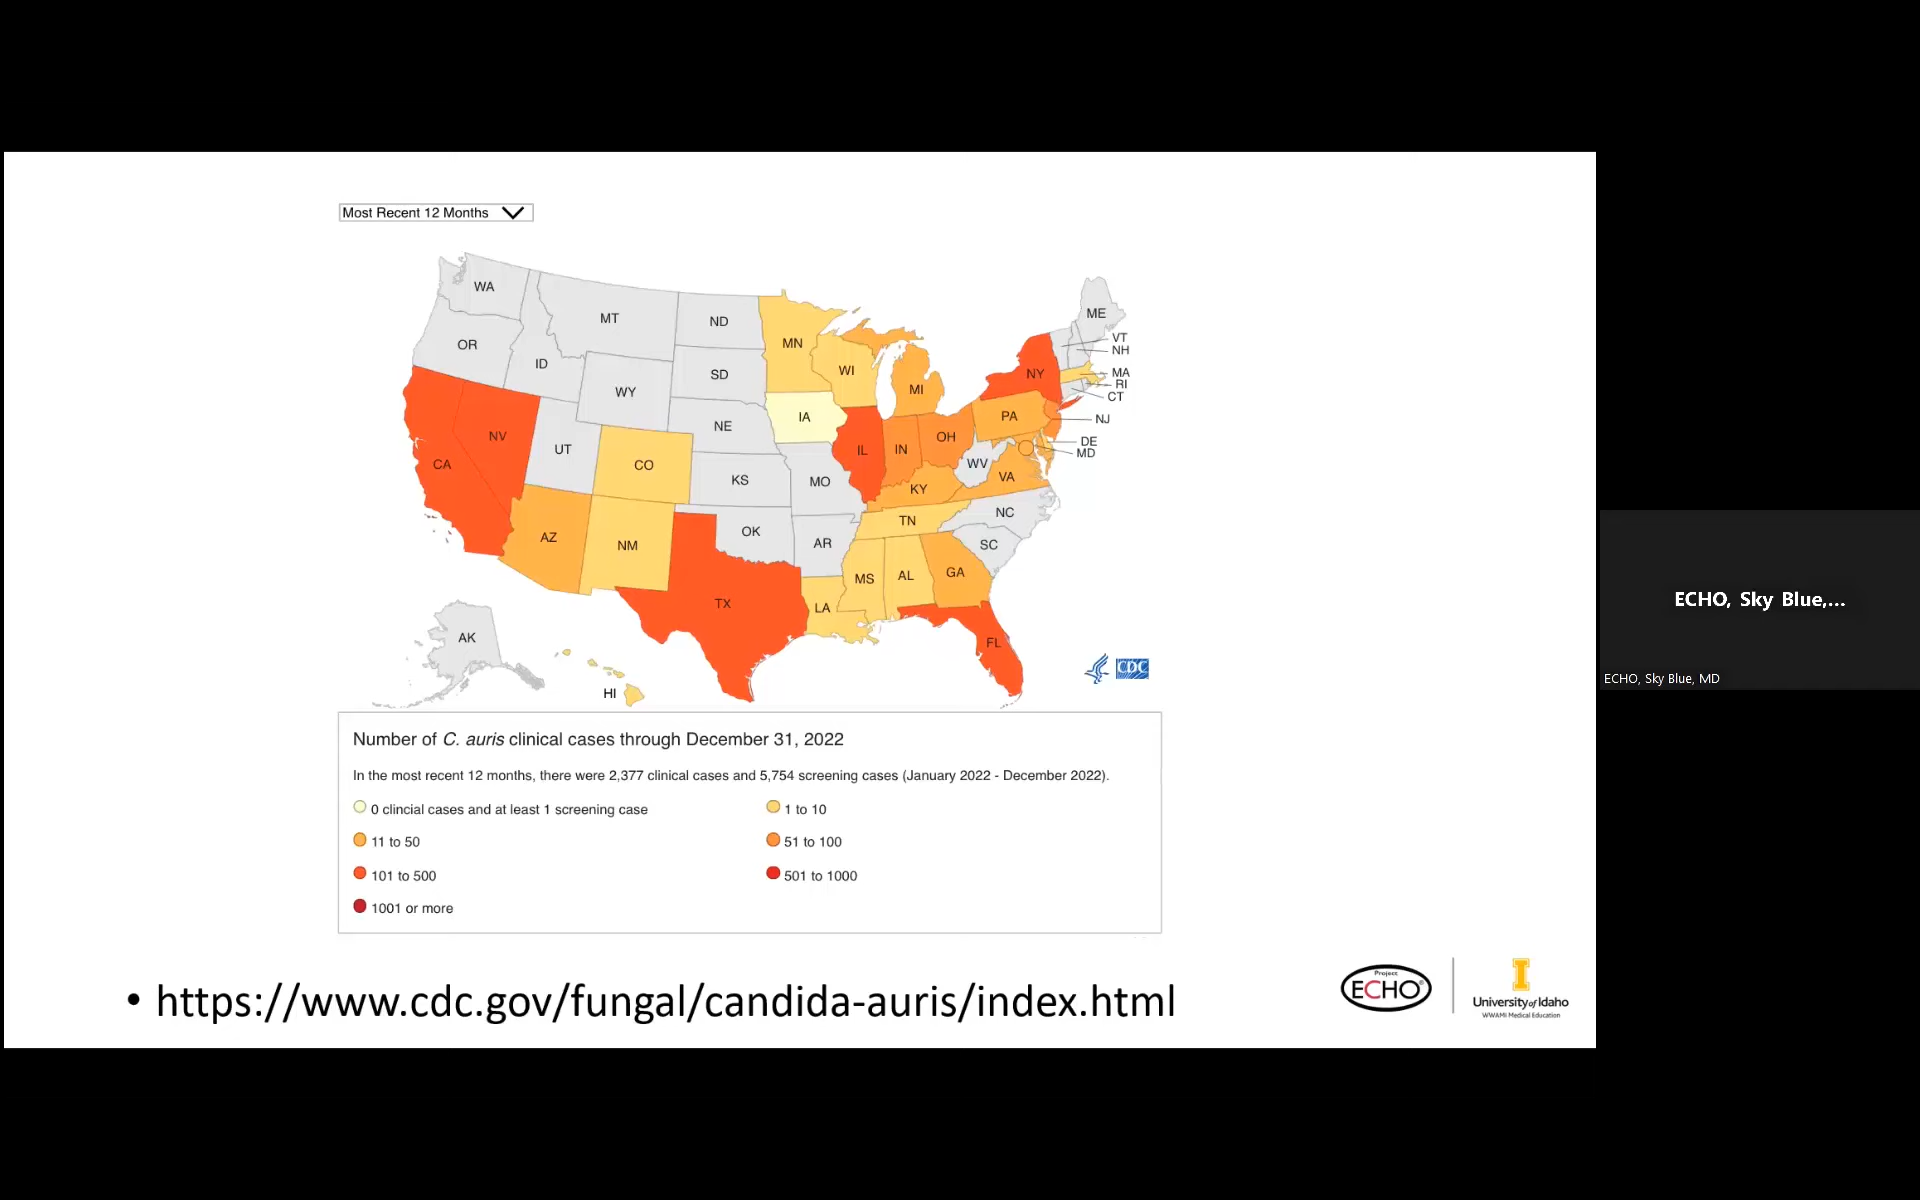 Most Recent 12 Months
WA
MT
ND
MN
ME
VT
NH
OR
ID
SD
WI
MI
NY
MA
RI
CT
WY
IA
PA
NJ
NV
NE
IL
IN
OH
DE
MD
UT
CO
CA
KS
MO
WV
VA
KY
AZ
NM
OK
AR
TN
NC
SC
MS
AL
GA
TX
LA
FL
AK
HI
CDC
Number of C. auris clinical cases through December 31, 2022
In the most recent 12 months, there were 2,377 clinical cases and 5,754 screening cases (January 2022 - December 2022).
0 clincial cases and at least 1 screening case
1 to 10
11 to 50
51 to 100
101 to 500
501 to 1000
1001 or more
• https://www.cdc.gov/fungal/candida-auris/index.html
Project
ECHO®
I
University of Idaho
WWAMI Medical Education
ECHO, Sky Blue,...
ECHO, Sky Blue, MD